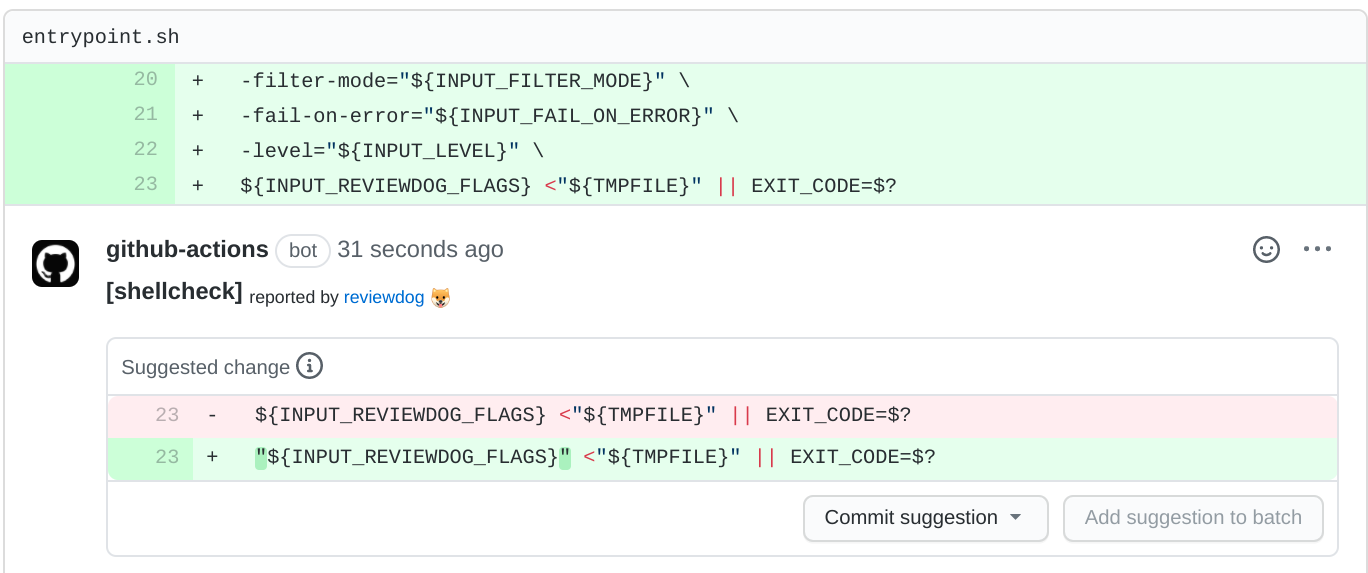 entrypoint.sh
20 + -filter-mode="${INPUT_FILTER_MODE}" \
21 + -fail-on-error="${INPUT_FAIL_ON_ERROR}" \
22 + -level="${INPUT_LEVEL}" \
23 + ${INPUT_REVIEWDOG_FLAGS} <"${TMPFILE}" || EXIT_CODE=$?
github-actions bot 31 seconds ago
[shellcheck] reported by reviewdog 🐶
Suggested change
23 - ${INPUT_REVIEWDOG_FLAGS} <"${TMPFILE}" || EXIT_CODE=$?
23 + "${INPUT_REVIEWDOG_FLAGS}" <"${TMPFILE}" || EXIT_CODE=$?
Commit suggestion Add suggestion to batch